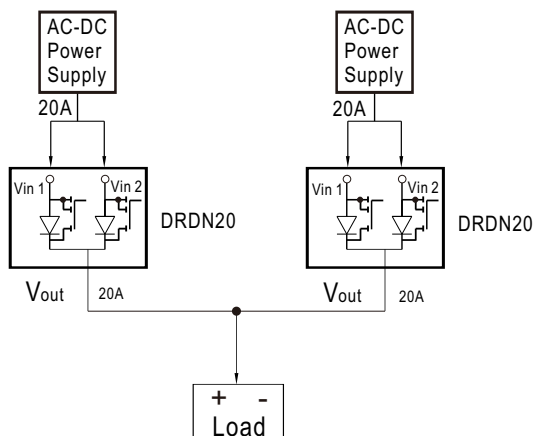 AC-DC
Power
Supply
AC-DC
Power
Supply
20A
20A
Vin 1
Vin 2
DRDN20
Vin 1
Vin 2
DRDN20
Vout
20A
Vout
20A
+ -
Load